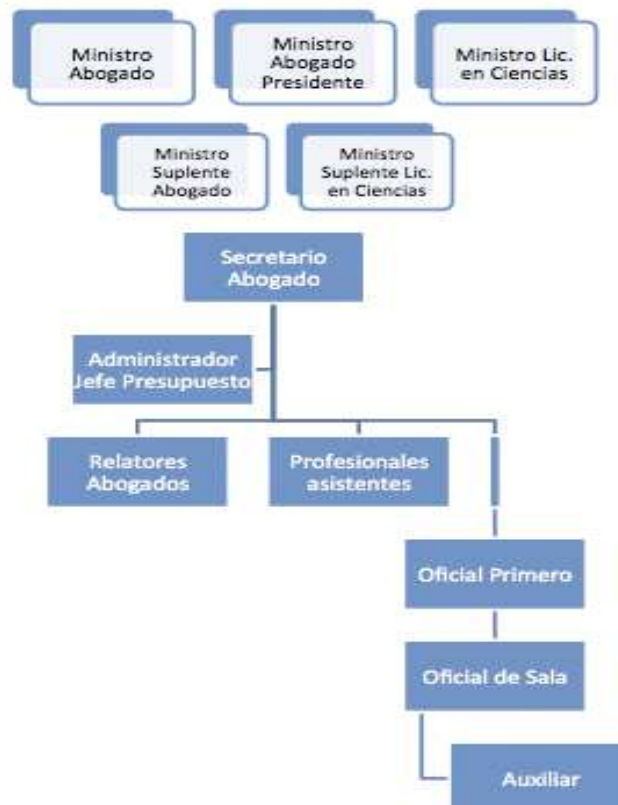 Ministro
Abogado
Ministro
Abogado
Presidente
Ministro Lic.
en Ciencias
Ministro
Suplente
Abogado
Ministro
Suplente Lic.
en Ciencias
Secretario
Abogado
Administrador
Jefe Presupuesto
Relatores
Abogados
Profesionales
asistentes
Oficial Primero
Oficial de Sala
Auxiliar